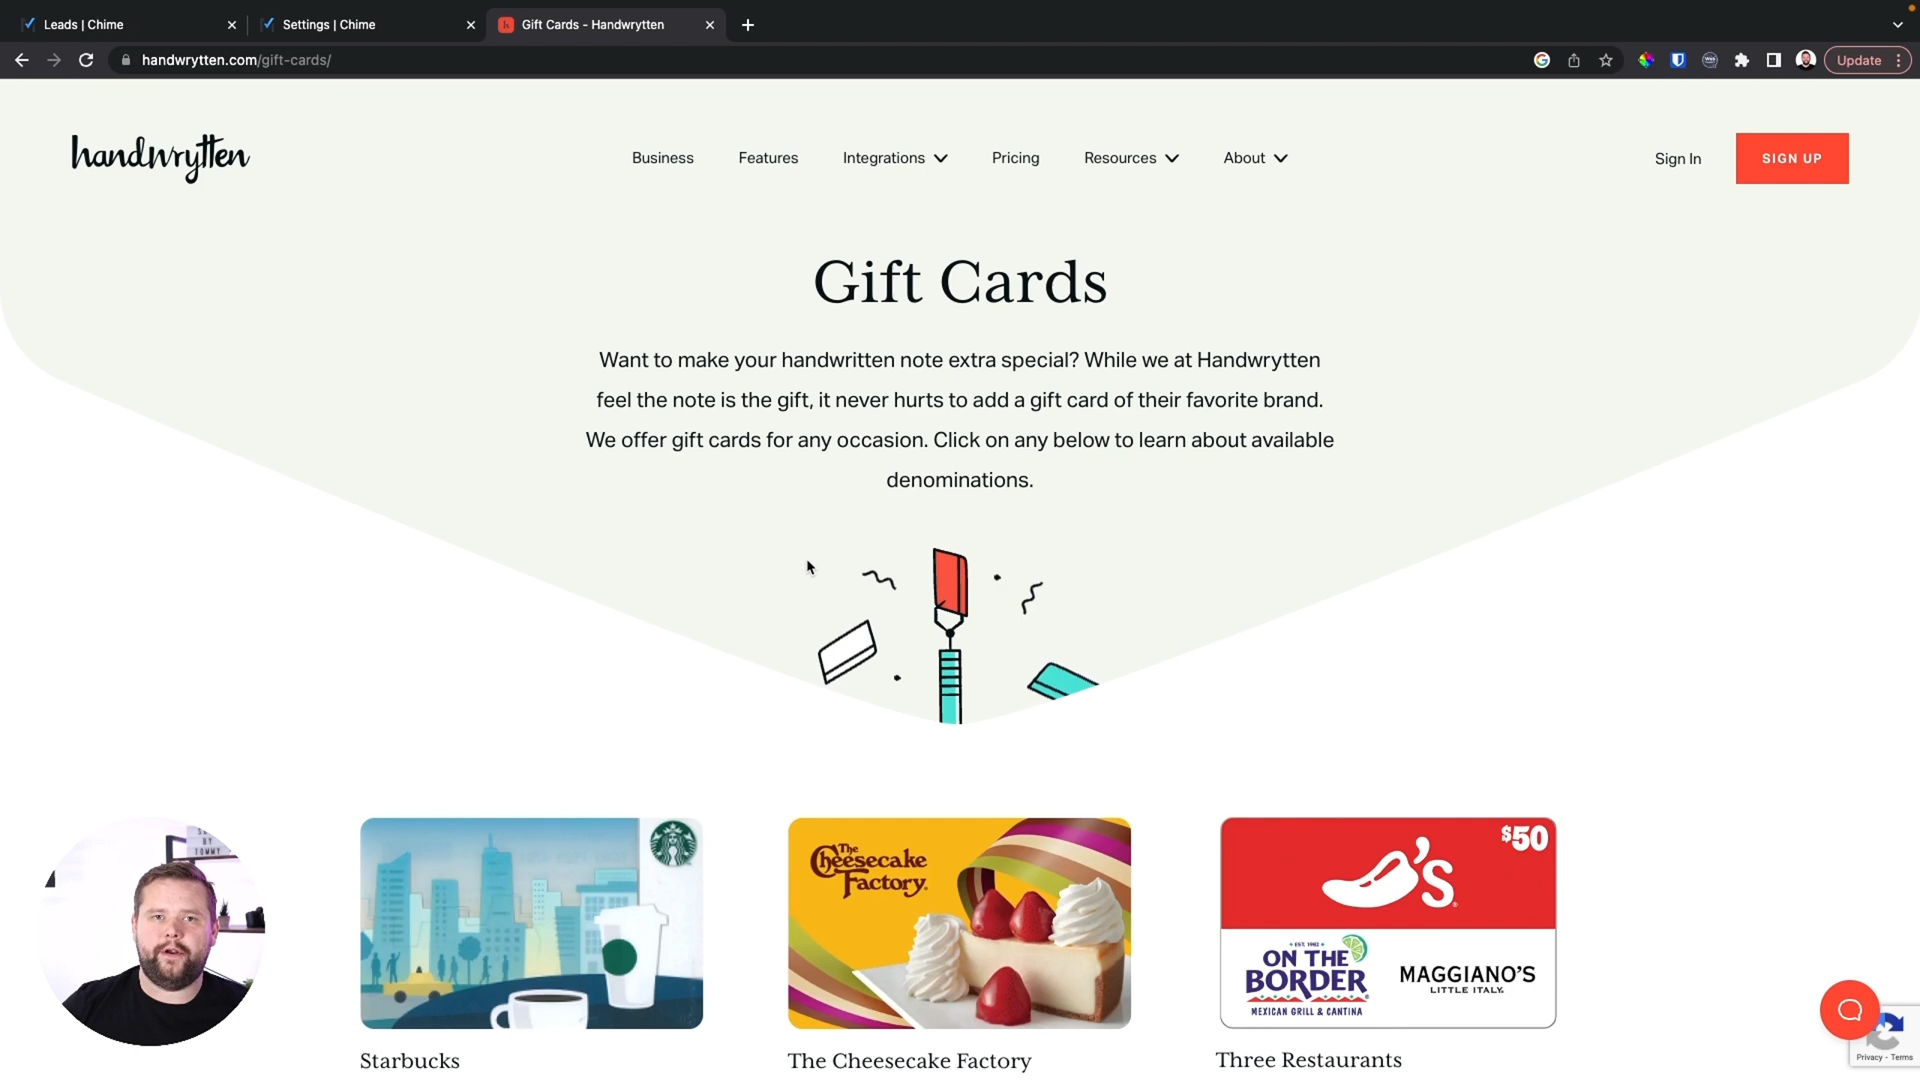 Leads | Chime
Settings | Chime
Gift Cards - Handwrytten
handwrytten.com/gift-cards/
Update
handwrytten
Business
Features
Integrations
Pricing
Resources
About
Sign In
SIGN UP
Gift Cards
Want to make your handwritten note extra special? While we at Handwrytten
feel the note is the gift, it never hurts to add a gift card of their favorite brand.
We offer gift cards for any occasion. Click on any below to learn about available
denominations.
The
Cheesecake
Factory
$50
's
EST. 1982
ON THE
BORDER
MEXICAN GRILL & CANTINA
MAGGIANO'S
LITTLE ITALY
Starbucks
The Cheesecake Factory
Three Restaurants
Privacy - Terms